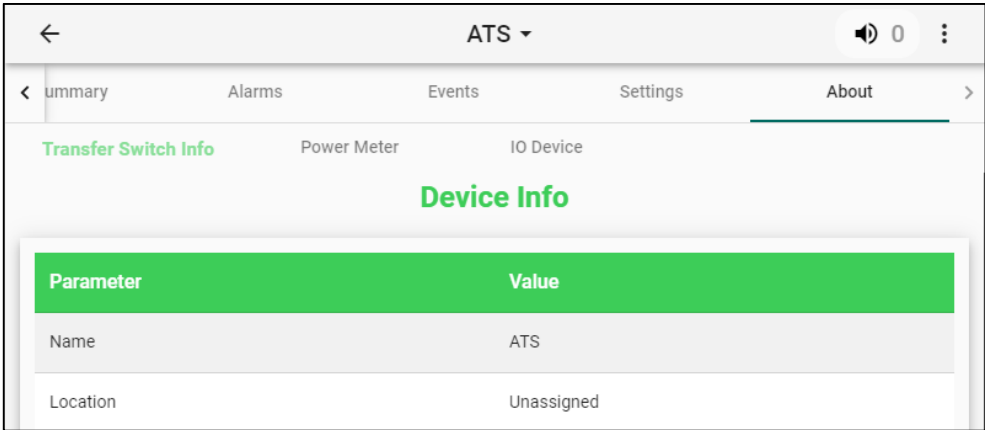 ATS
0
ummary Alarms Events Settings About
Transfer Switch Info Power Meter IO Device
Device Info
Parameter Value
Name ATS
Location Unassigned